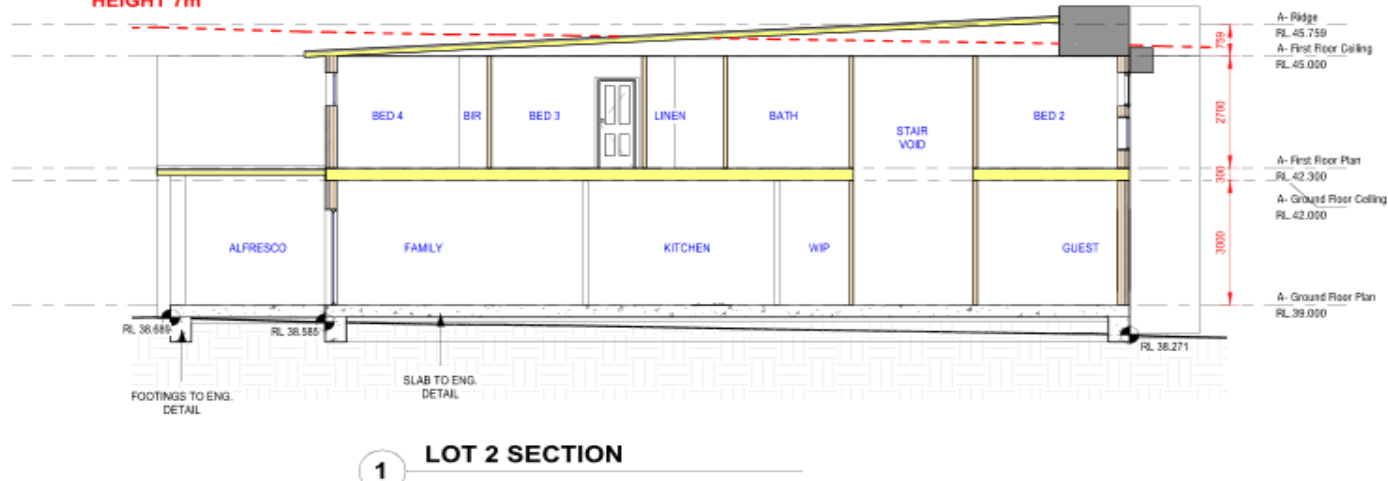 HEIGHT 7m
A- Ridge
RL 45.759
759
A- First Floor Ceiling
RL 45.000
BED 4
BIR
BED 3
LINEN
BATH
STAIR
VOID
BED 2
2700
A- First Floor Plan
RL 42.300
300
A- Ground Floor Ceiling
RL 42.000
ALFRESCO
FAMILY
KITCHEN
WIP
GUEST
3000
A- Ground Floor Plan
RL 39.000
RL 38.689
RL 38.585
RL 38.271
FOOTINGS TO ENG.
DETAIL
SLAB TO ENG.
DETAIL
1
LOT 2 SECTION